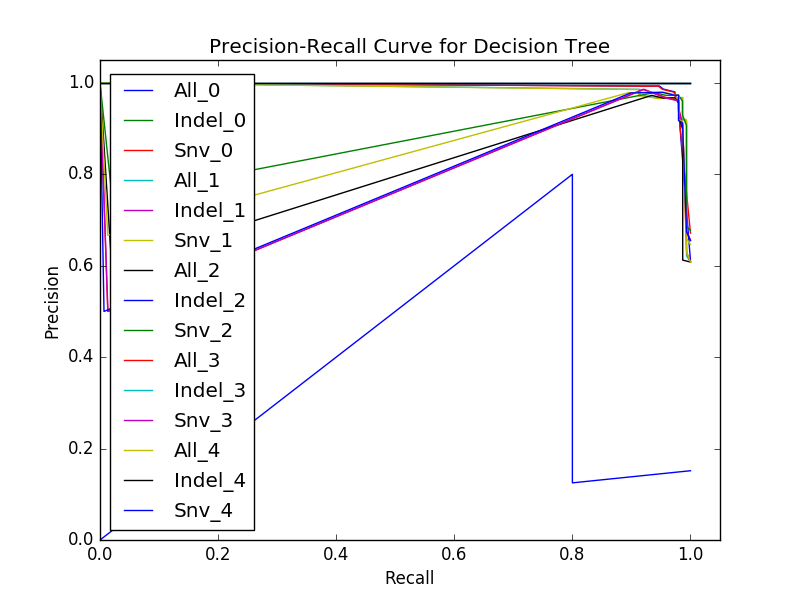 Precision-Recall Curve for Decision Tree
1.0
0.8
0.6
0.4
0.2
0.0
Precision
All_0
Indel_0
Snv_0
All_1
Indel_1
Snv_1
All_2
Indel_2
Snv_2
All_3
Indel_3
Snv_3
All_4
Indel_4
Snv_4
0.0 0.2 0.4 0.6 0.8 1.0
Recall